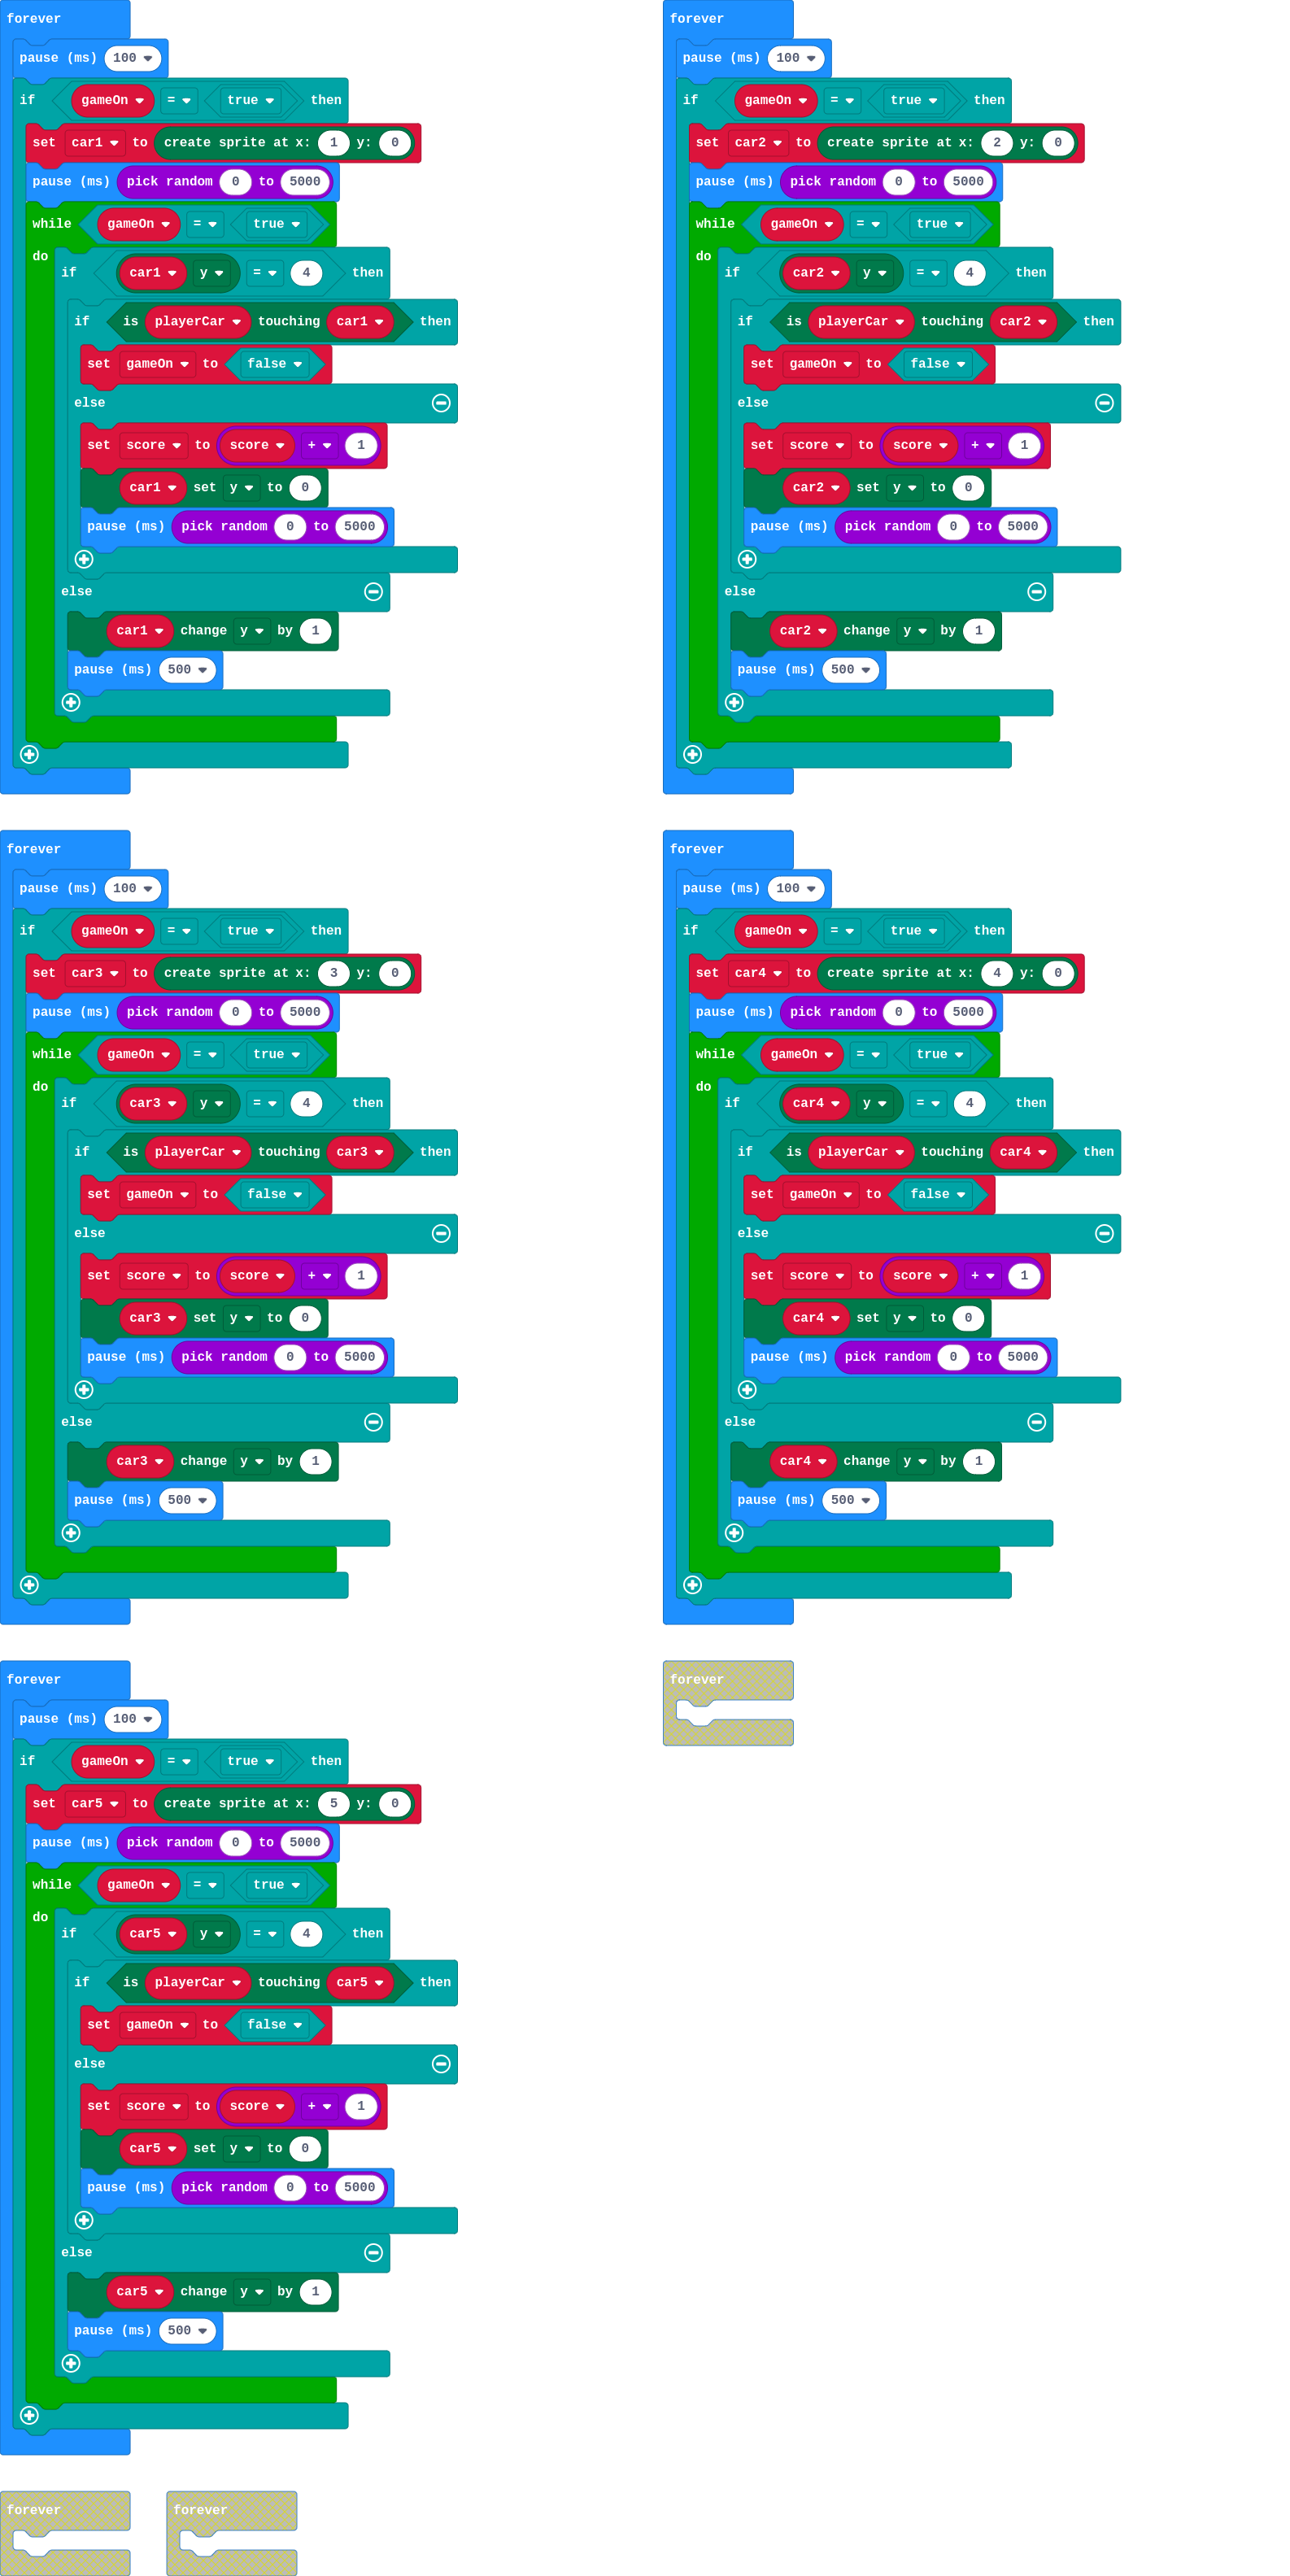 forever
pause (ms) 100
if gameOn = true then
set car1 to create sprite at x: 1 y: 0
pause (ms) pick random 0 to 5000
while gameOn = true
do
if car1 y = 4 then
if is playerCar touching car1 then
set gameOn to false
else
set score to score + 1
car1 set y to 0
pause (ms) pick random 0 to 5000
else
car1 change y by 1
pause (ms) 500
forever
pause (ms) 100
if gameOn = true then
set car2 to create sprite at x: 2 y: 0
pause (ms) pick random 0 to 5000
while gameOn = true
do
if car2 y = 4 then
if is playerCar touching car2 then
set gameOn to false
else
set score to score + 1
car2 set y to 0
pause (ms) pick random 0 to 5000
else
car2 change y by 1
pause (ms) 500
forever
pause (ms) 100
if gameOn = true then
set car3 to create sprite at x: 3 y: 0
pause (ms) pick random 0 to 5000
while gameOn = true
do
if car3 y = 4 then
if is playerCar touching car3 then
set gameOn to false
else
set score to score + 1
car3 set y to 0
pause (ms) pick random 0 to 5000
else
car3 change y by 1
pause (ms) 500
forever
pause (ms) 100
if gameOn = true then
set car4 to create sprite at x: 4 y: 0
pause (ms) pick random 0 to 5000
while gameOn = true
do
if car4 y = 4 then
if is playerCar touching car4 then
set gameOn to false
else
set score to score + 1
car4 set y to 0
pause (ms) pick random 0 to 5000
else
car4 change y by 1
pause (ms) 500
forever
pause (ms) 100
if gameOn = true then
set car5 to create sprite at x: 5 y: 0
pause (ms) pick random 0 to 5000
while gameOn = true
do
if car5 y = 4 then
if is playerCar touching car5 then
set gameOn to false
else
set score to score + 1
car5 set y to 0
pause (ms) pick random 0 to 5000
else
car5 change y by 1
pause (ms) 500
forever
forever
forever